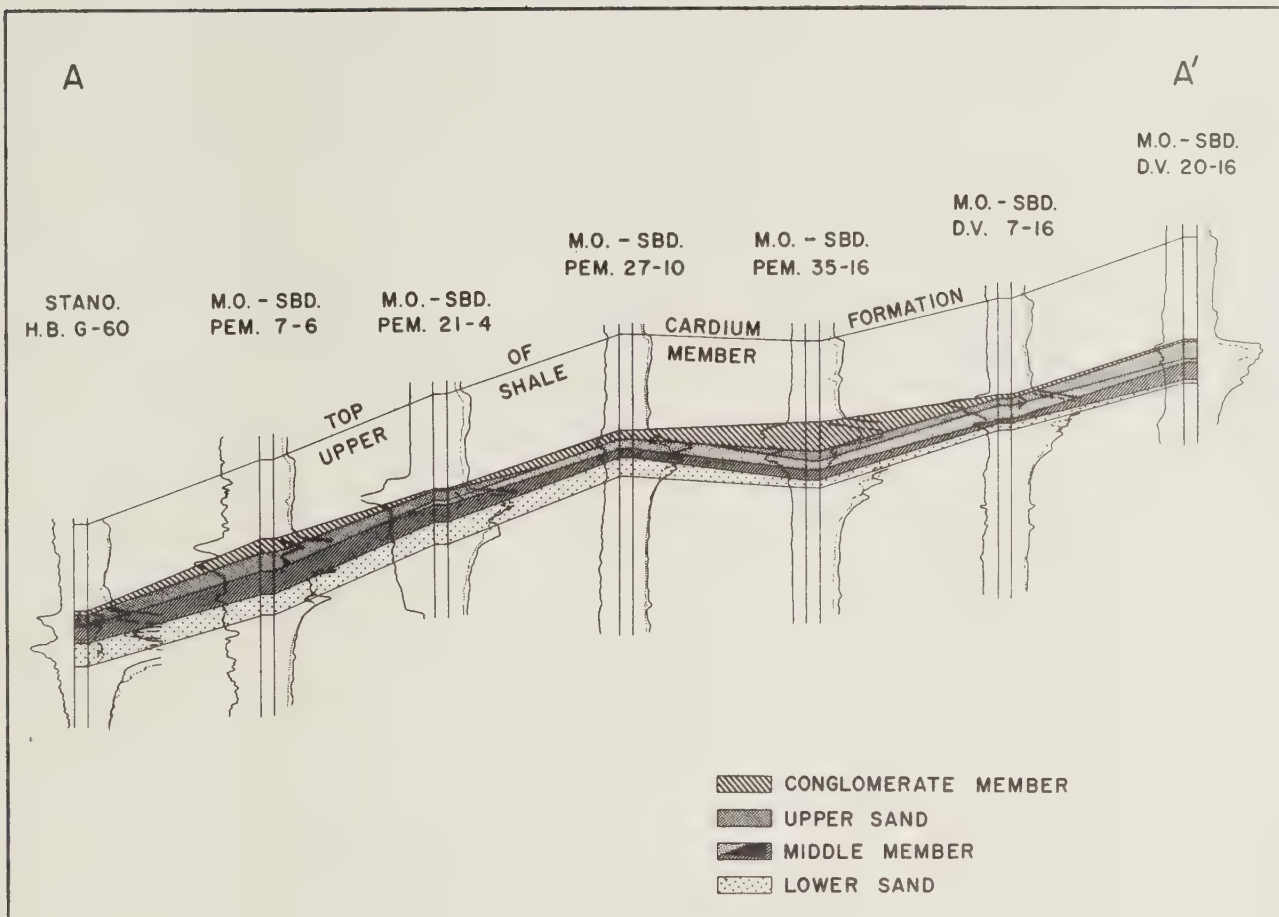 A
A'
M.O. - SBD.
D.V. 20-16
M.O. - SBD.
D.V. 7-16
M.O. - SBD.
PEM. 27-10
M.O. - SBD.
PEM. 35-16
STANO.
H.B. G-60
M.O. - SBD.
PEM. 7-6
M.O. - SBD.
PEM. 21-4
TOP OF CARDIUM FORMATION
UPPER SHALE MEMBER
CONGLOMERATE MEMBER
UPPER SAND
MIDDLE MEMBER
LOWER SAND